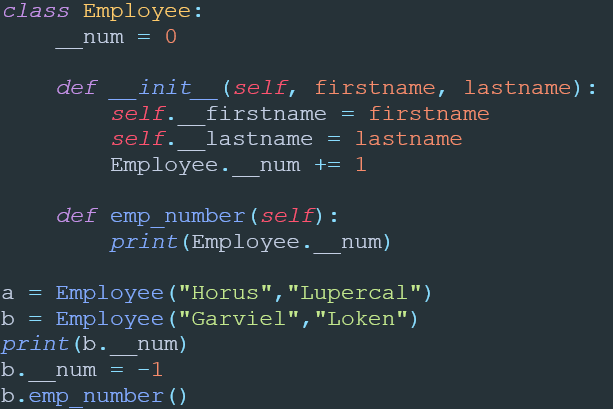 class Employee:
    __num = 0

    def __init__(self, firstname, lastname):
        self.__firstname = firstname
        self.__lastname = lastname
        Employee.__num += 1

    def emp_number(self):
        print(Employee.__num)

a = Employee("Horus","Lupercal")
b = Employee("Garviel","Loken")
print(b.__num)
b.__num = -1
b.emp_number()